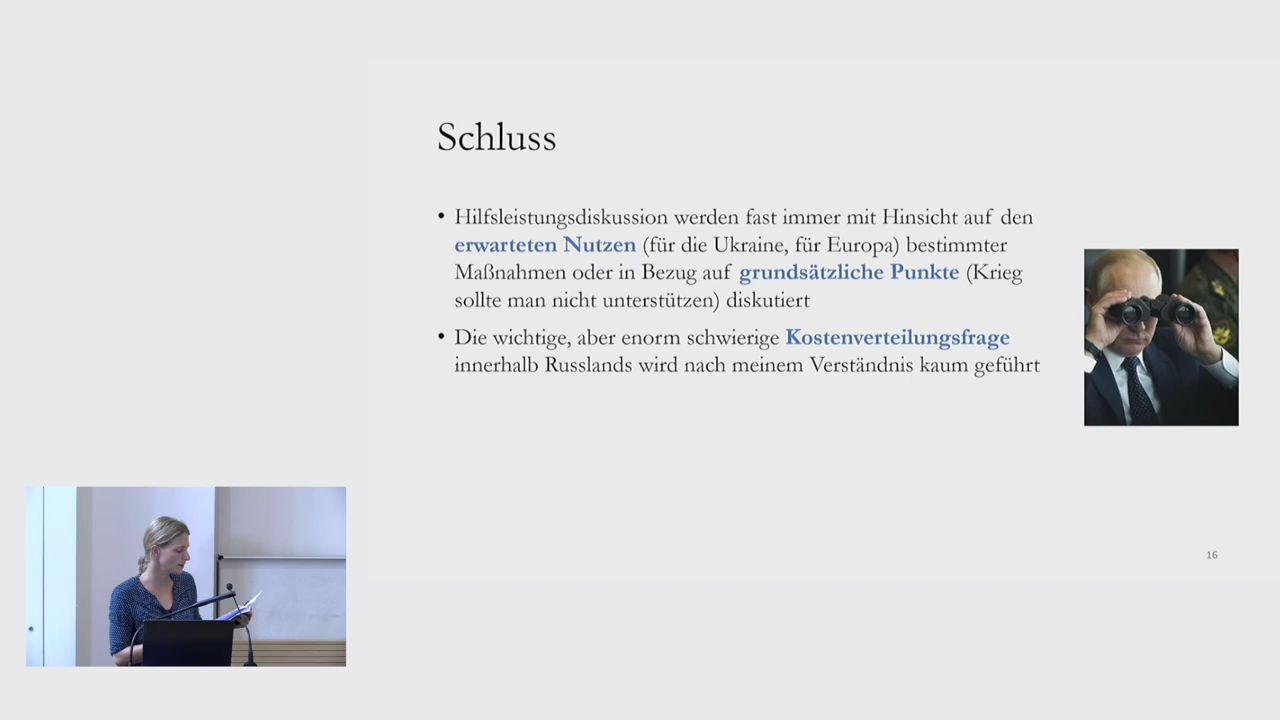 Schluss
• Hilfsleistungsdiskussion werden fast immer mit Hinsicht auf den
erwarteten Nutzen (für die Ukraine, für Europa) bestimmter
Maßnahmen oder in Bezug auf grundsätzliche Punkte (Krieg
sollte man nicht unterstützen) diskutiert
• Die wichtige, aber enorm schwierige Kostenverteilungsfrage
innerhalb Russlands wird nach meinem Verständnis kaum geführt
16